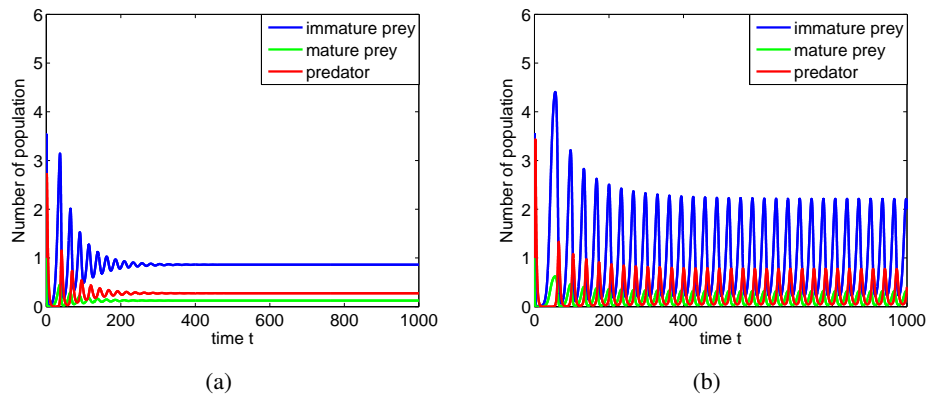 6
5
4
3
2
1
0
Number of population
0 200 400 600 800 1000
time t
immature prey
mature prey
predator
(a)
6
5
4
3
2
1
0
Number of population
0 200 400 600 800 1000
time t
immature prey
mature prey
predator
(b)